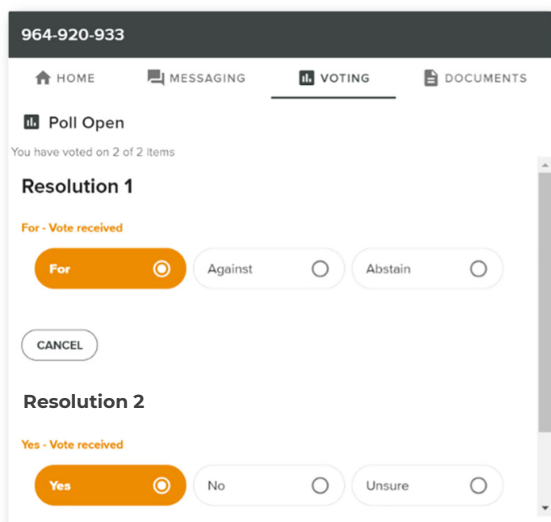 964-920-933
HOME MESSAGING VOTING DOCUMENTS
Poll Open
You have voted on 2 of 2 items
Resolution 1
For - Vote received
For Against Abstain
CANCEL
Resolution 2
Yes - Vote received
Yes No Unsure